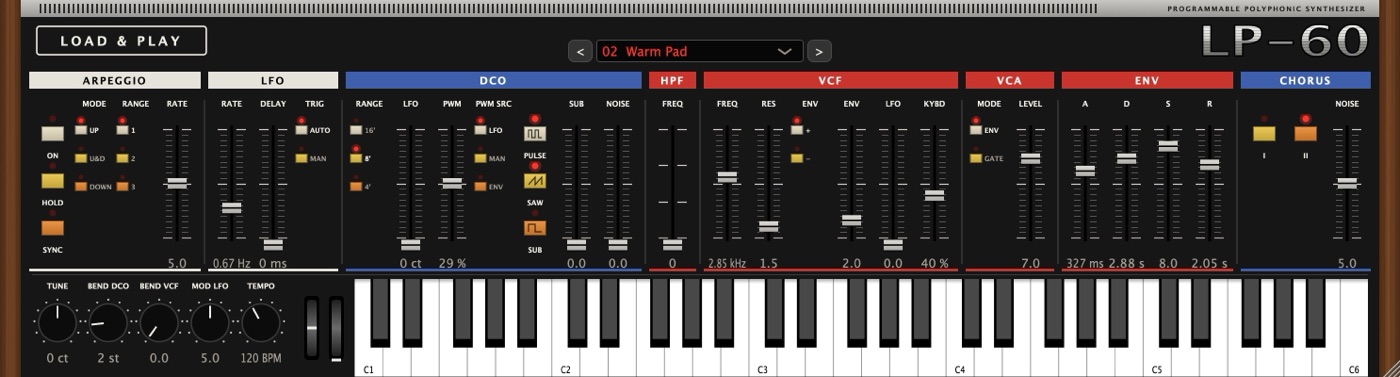 PROGRAMMABLE POLYPHONIC SYNTHESIZER
LOAD & PLAY
< 02 Warm Pad >
LP-60
ARPEGGIO LFO DCO HPF VCF VCA ENV CHORUS
MODE RANGE RATE RATE DELAY TRIG RANGE LFO PWM PWM SRC SUB NOISE FREQ FREQ RES ENV ENV LFO KYBD MODE LEVEL A D S R NOISE
UP 1 AUTO 16' LFO + ENV
ON U&D 2 MAN 8' MAN PULSE - GATE I II
HOLD DOWN 3 4' ENV SAW
SYNC SUB
5.0 0.67 Hz 0 ms 0 ct 29 % 0.0 0.0 0 2.85 kHz 1.5 2.0 0.0 40 % 7.0 327 ms 2.88 s 8.0 2.05 s 5.0
TUNE BEND DCO BEND VCF MOD LFO TEMPO
0 ct 2 st 0.0 5.0 120 BPM
C1 C2 C3 C4 C5 C6